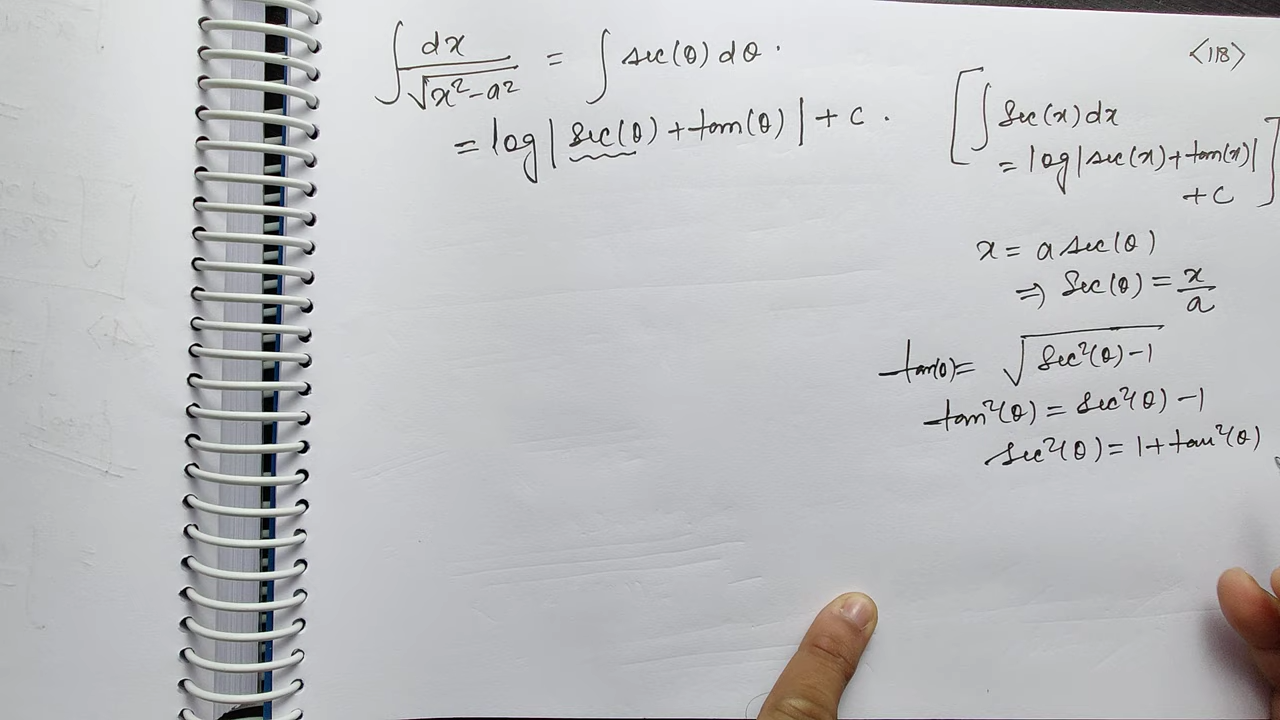 ∫ dx / √(x² - a²) = ∫ sec(θ) dθ .
= log | sec(θ) + tan(θ) | + c .
<118>
[ ∫ sec(x) dx
= log | sec(x) + tan(x) |
+ c ]
x = a sec(θ)
⇒ sec(θ) = x/a
tan(θ) = √(sec²(θ) - 1)
tan²(θ) = sec²(θ) - 1
sec²(θ) = 1 + tan²(θ)